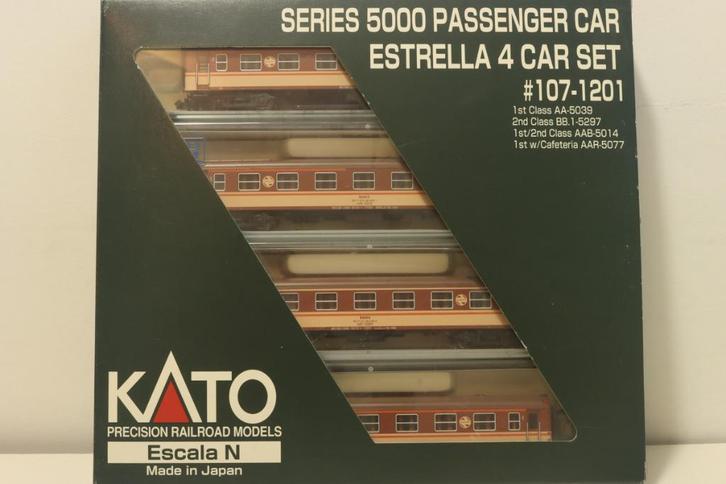 SERIES 5000 PASSENGER CAR
ESTRELLA 4 CAR SET
#107-1201
1st Class AA-5039
2nd Class BB.1-5297
1st/2nd Class AAB-5014
1st w/Cafeteria AAR-5077
KATO
PRECISION RAILROAD MODELS
Escala N
Made in Japan